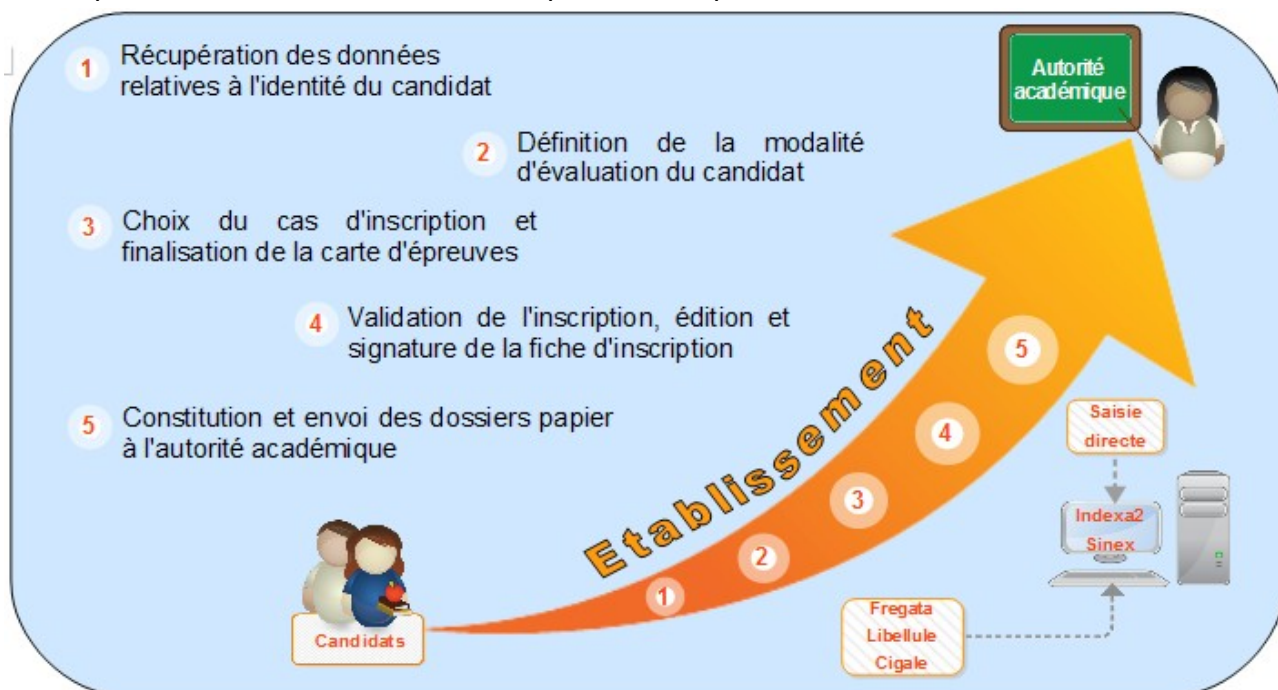 1 Récupération des données
relatives à l'identité du candidat
2 Définition de la modalité
d'évaluation du candidat
3 Choix du cas d'inscription et
finalisation de la carte d'épreuves
4 Validation de l'inscription, édition et
signature de la fiche d'inscription
5 Constitution et envoi des dossiers papier
à l'autorité académique
Autorité
académique
Etablissement
1
2
3
4
5
Candidats
Saisie
directe
Indexa2
Sinex
Fregata
Libellule
Cigale